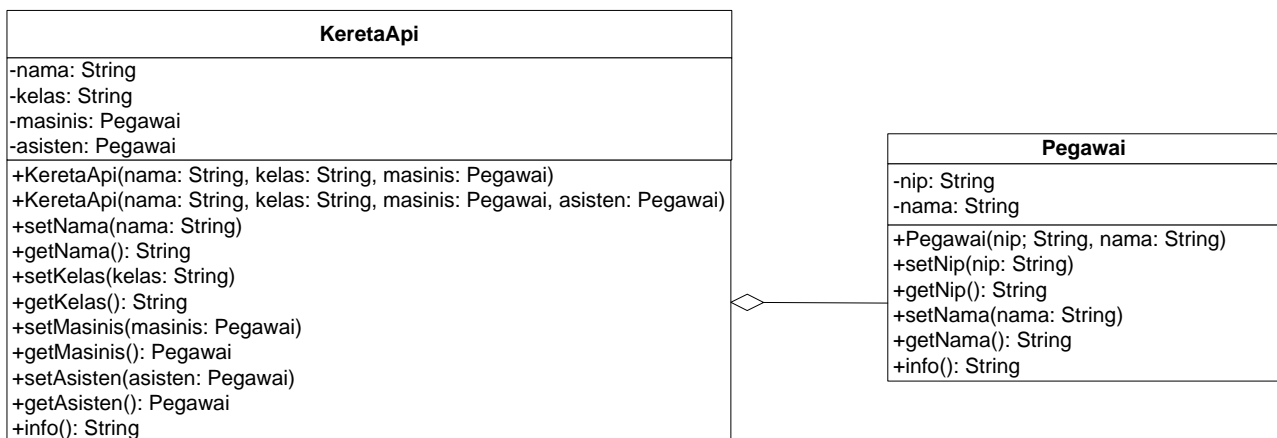 KeretaApi
-nama: String
-kelas: String
-masinis: Pegawai
-asisten: Pegawai
+KeretaApi(nama: String, kelas: String, masinis: Pegawai)
+KeretaApi(nama: String, kelas: String, masinis: Pegawai, asisten: Pegawai)
+setNama(nama: String)
+getNama(): String
+setKelas(kelas: String)
+getKelas(): String
+setMasinis(masinis: Pegawai)
+getMasinis(): Pegawai
+setAsisten(asisten: Pegawai)
+getAsisten(): Pegawai
+info(): String
Pegawai
-nip: String
-nama: String
+Pegawai(nip; String, nama: String)
+setNip(nip: String)
+getNip(): String
+setNama(nama: String)
+getNama(): String
+info(): String